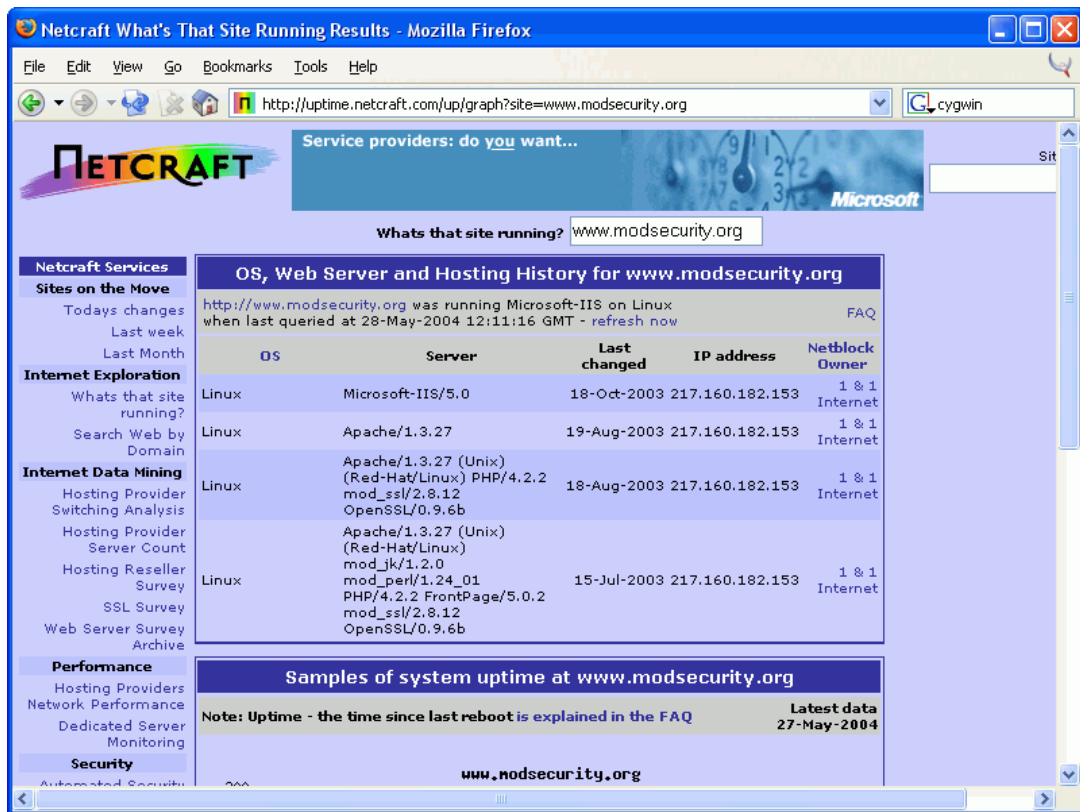 Netcraft What's That Site Running Results - Mozilla Firefox
File Edit View Go Bookmarks Tools Help
http://uptime.netcraft.com/up/graph?site=www.modsecurity.org
cygwin
NETCRAFT
Service providers: do you want...
Microsoft
Sit
Whats that site running? www.modsecurity.org
Netcraft Services
Sites on the Move
Todays changes
Last week
Last Month
Internet Exploration
Whats that site
running?
Search Web by
Domain
Internet Data Mining
Hosting Provider
Switching Analysis
Hosting Provider
Server Count
Hosting Reseller
Survey
SSL Survey
Web Server Survey
Archive
Performance
Hosting Providers
Network Performance
Dedicated Server
Monitoring
Security
Automated Security
OS, Web Server and Hosting History for www.modsecurity.org
http://www.modsecurity.org was running Microsoft-IIS on Linux
when last queried at 28-May-2004 12:11:16 GMT - refresh now
FAQ
OS Server Last changed IP address Netblock Owner
Linux Microsoft-IIS/5.0 18-Oct-2003 217.160.182.153 1 & 1 Internet
Linux Apache/1.3.27 19-Aug-2003 217.160.182.153 1 & 1 Internet
Linux
Apache/1.3.27 (Unix)
(Red-Hat/Linux) PHP/4.2.2
mod_ssl/2.8.12
OpenSSL/0.9.6b
18-Aug-2003 217.160.182.153 1 & 1 Internet
Linux
Apache/1.3.27 (Unix)
(Red-Hat/Linux)
mod_jk/1.2.0
mod_perl/1.24_01
PHP/4.2.2 FrontPage/5.0.2
mod_ssl/2.8.12
OpenSSL/0.9.6b
15-Jul-2003 217.160.182.153 1 & 1 Internet
Samples of system uptime at www.modsecurity.org
Note: Uptime - the time since last reboot is explained in the FAQ
Latest data
27-May-2004
www.modsecurity.org